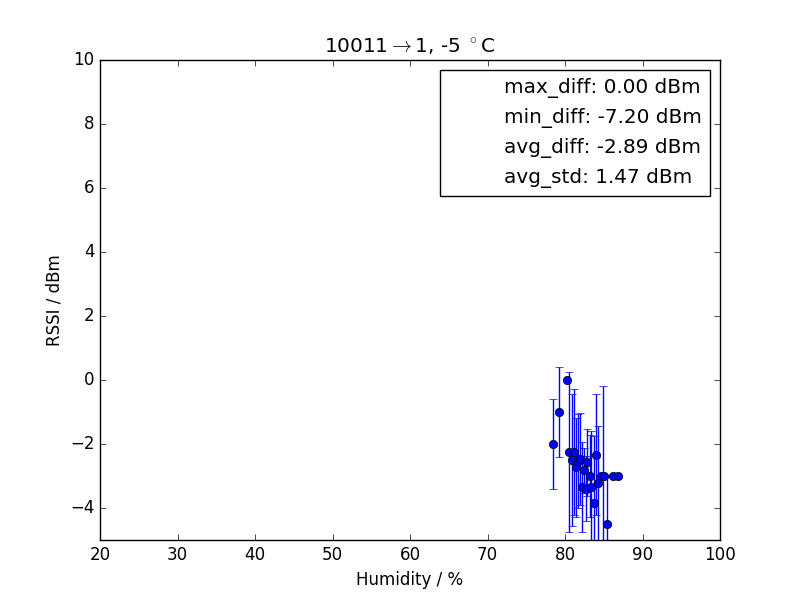 10011→1, -5 °C
max_diff: 0.00 dBm
min_diff: -7.20 dBm
avg_diff: -2.89 dBm
avg_std: 1.47 dBm
RSSI / dBm
10
8
6
4
2
0
−2
−4
20 30 40 50 60 70 80 90 100
Humidity / %